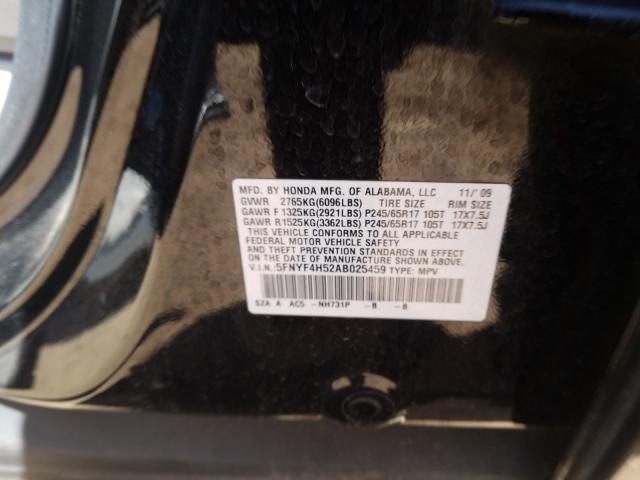 MFD. BY HONDA MFG. OF ALABAMA, LLC 11/'09
GVWR 2765KG(6096LBS) TIRE SIZE RIM SIZE
GAWR F 1325KG(2921LBS) P245/65R17 105T 17X7.5J
GAWR R1525KG(3362LBS) P245/65R17 105T 17X7.5J
THIS VEHICLE CONFORMS TO ALL APPLICABLE
FEDERAL MOTOR VEHICLE SAFETY
AND THEFT PREVENTION STANDARDS IN EFFECT
ON THE DATE OF MANUFACTURE SHOWN ABOVE.
V.I.N.:5FNYF4H52AB025459 TYPE: MPV
SZA A AC5 -NH731P -B -B